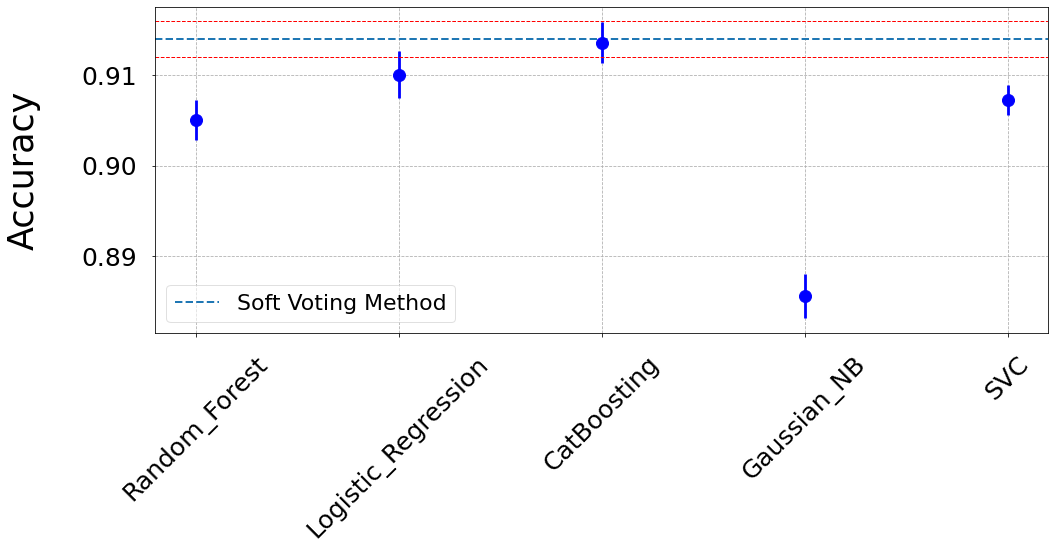 Accuracy
0.91
0.90
0.89
Soft Voting Method
Random_Forest
Logistic_Regression
CatBoosting
Gaussian_NB
SVC